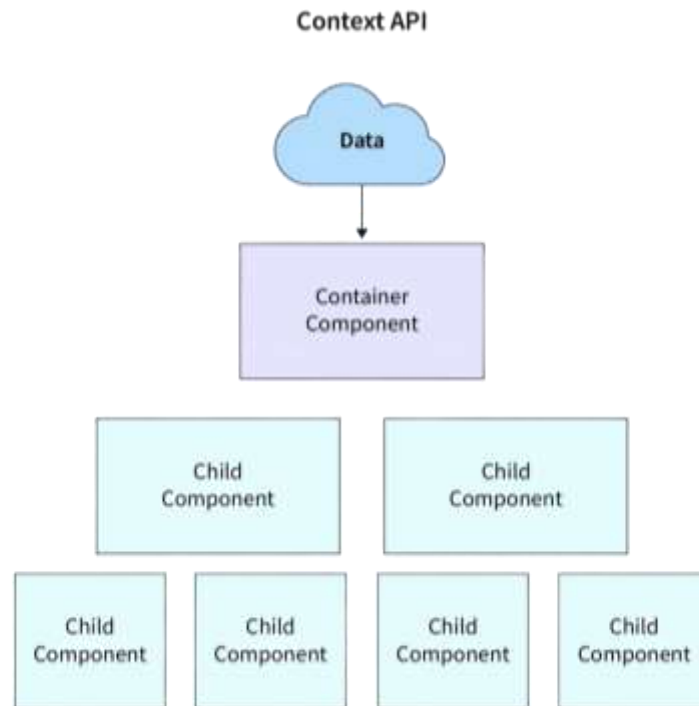 Context API
Data
Container
Component
Child
Component
Child
Component
Child
Component
Child
Component
Child
Component
Child
Component